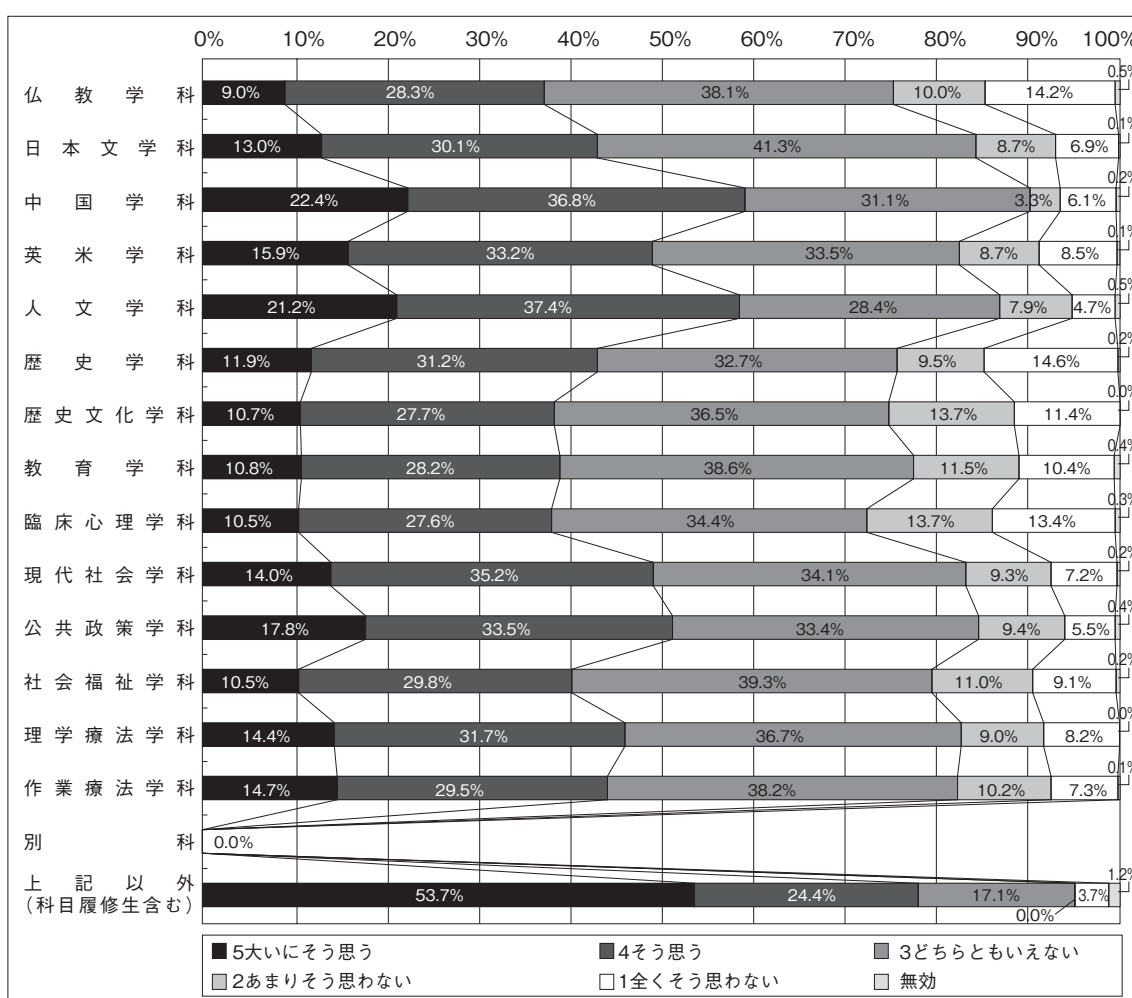 0% 10% 20% 30% 40% 50% 60% 70% 80% 90% 100%
0.5%
仏教学科 9.0% 28.3% 38.1% 10.0% 14.2%
0.1%
日本文学科 13.0% 30.1% 41.3% 8.7% 6.9%
0.2%
中国学科 22.4% 36.8% 31.1% 3.3% 6.1%
0.1%
英米学科 15.9% 33.2% 33.5% 8.7% 8.5%
0.5%
人文学科 21.2% 37.4% 28.4% 7.9% 4.7%
0.2%
歴史学科 11.9% 31.2% 32.7% 9.5% 14.6%
0.0%
歴史文化学科 10.7% 27.7% 36.5% 13.7% 11.4%
0.4%
教育学科 10.8% 28.2% 38.6% 11.5% 10.4%
0.3%
臨床心理学科 10.5% 27.6% 34.4% 13.7% 13.4%
0.2%
現代社会学科 14.0% 35.2% 34.1% 9.3% 7.2%
0.4%
公共政策学科 17.8% 33.5% 33.4% 9.4% 5.5%
0.2%
社会福祉学科 10.5% 29.8% 39.3% 11.0% 9.1%
0.0%
理学療法学科 14.4% 31.7% 36.7% 9.0% 8.2%
0.1%
作業療法学科 14.7% 29.5% 38.2% 10.2% 7.3%
別科 0.0%
上記以外 1.2%
(科目履修生含む) 53.7% 24.4% 17.1% 3.7%
0.0%
5大いにそう思う 4そう思う 3どちらともいえない
2あまりそう思わない 1全くそう思わない 無効